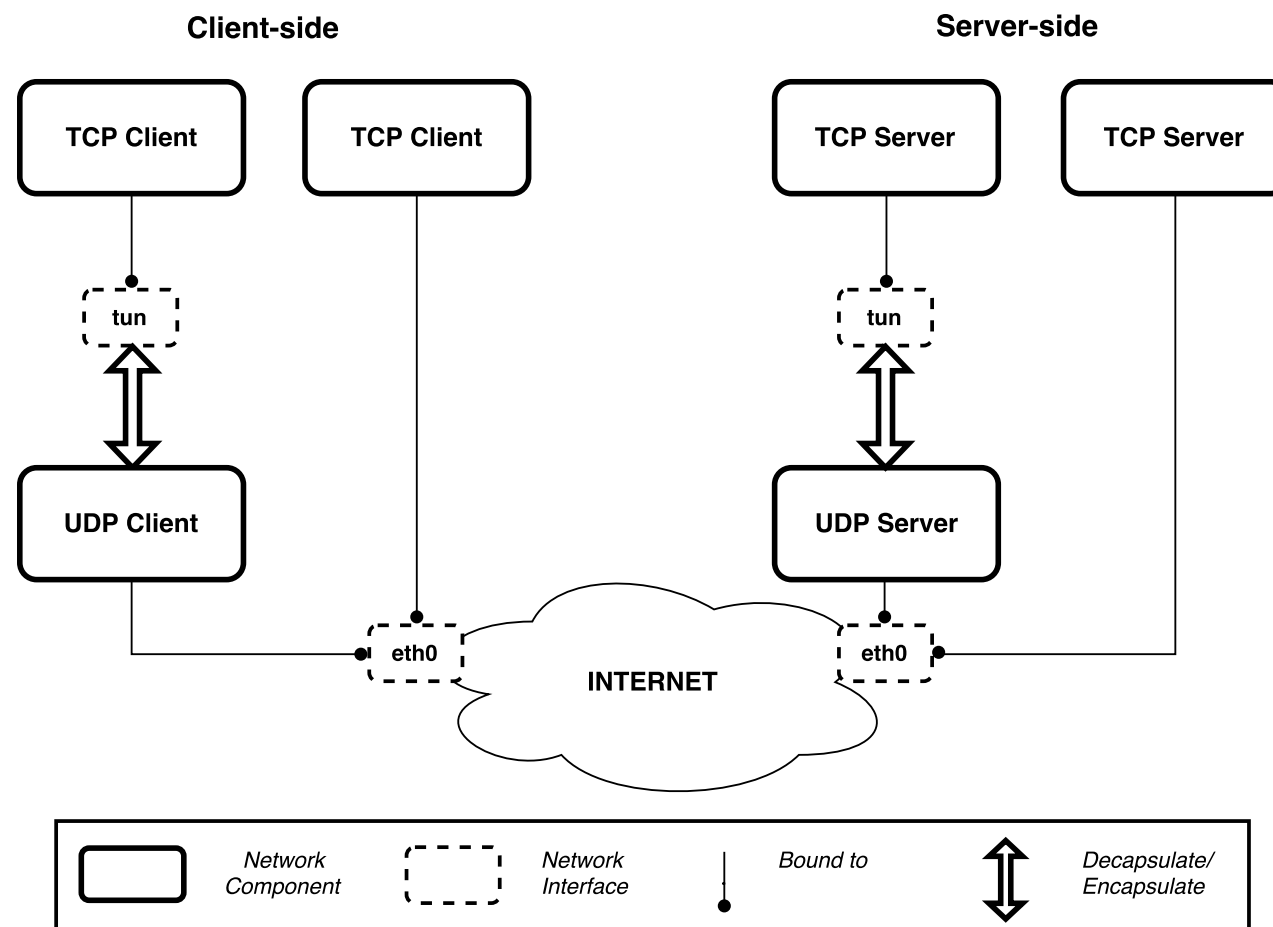 Client-side
Server-side
TCP Client
TCP Client
TCP Server
TCP Server
tun
tun
UDP Client
UDP Server
eth0
eth0
INTERNET
Network
Component
Network
Interface
Bound to
Decapsulate/
Encapsulate